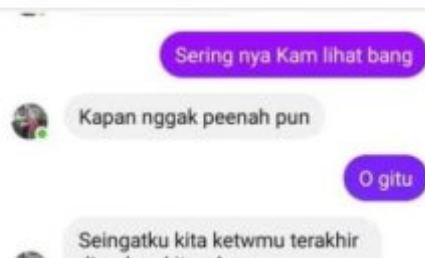 Sering nya Kam lihat bang
Kapan nggak peenah pun
O gitu
Seingatku kita ketwmu terakhir